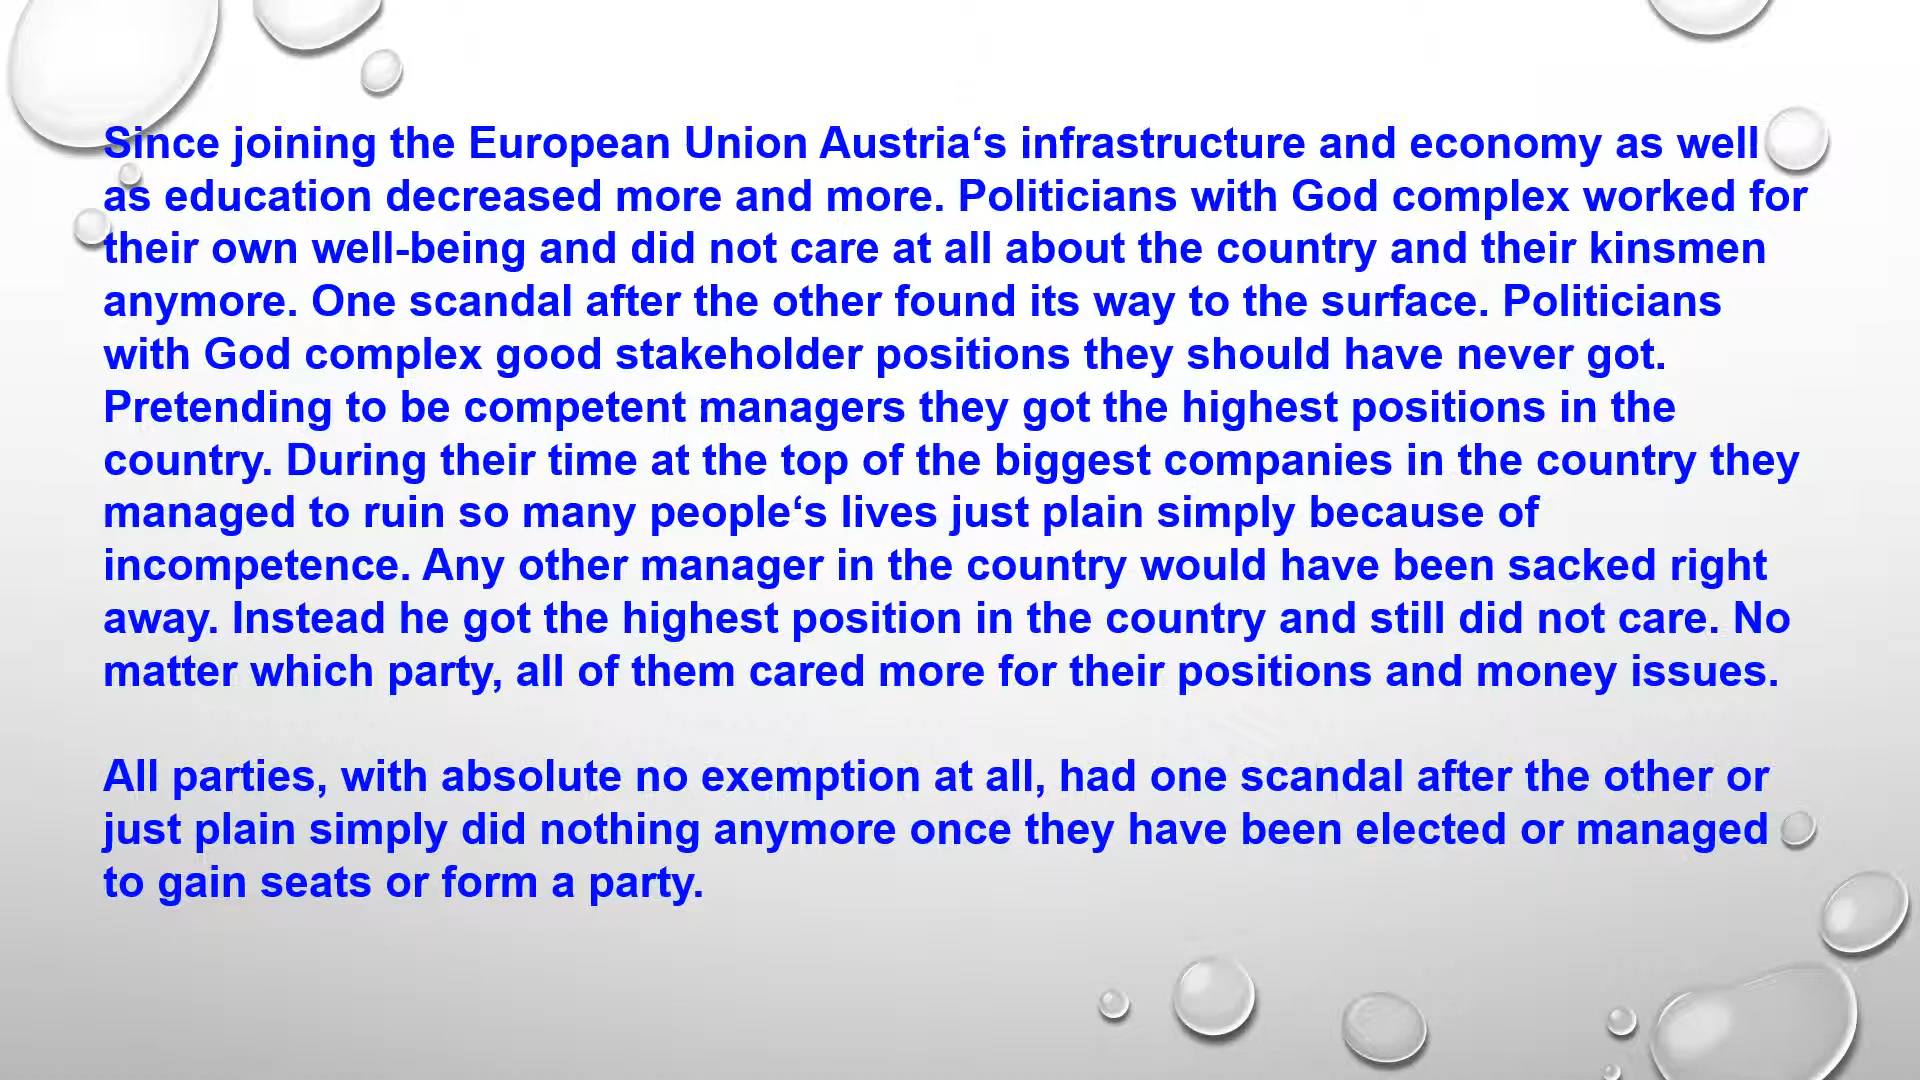 Since joining the European Union Austria‘s infrastructure and economy as well
as education decreased more and more. Politicians with God complex worked for
their own well-being and did not care at all about the country and their kinsmen
anymore. One scandal after the other found its way to the surface. Politicians
with God complex good stakeholder positions they should have never got.
Pretending to be competent managers they got the highest positions in the
country. During their time at the top of the biggest companies in the country they
managed to ruin so many people‘s lives just plain simply because of
incompetence. Any other manager in the country would have been sacked right
away. Instead he got the highest position in the country and still did not care. No
matter which party, all of them cared more for their positions and money issues.
All parties, with absolute no exemption at all, had one scandal after the other or
just plain simply did nothing anymore once they have been elected or managed
to gain seats or form a party.